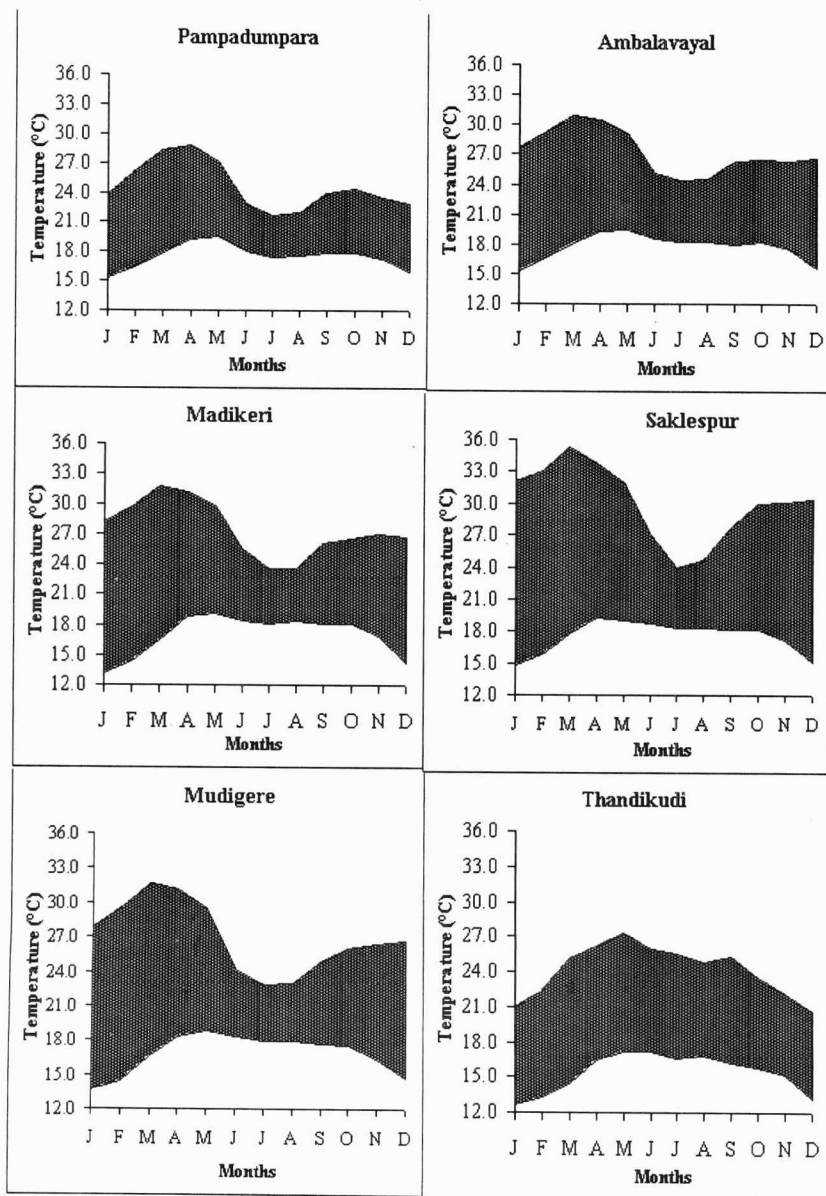 Pampadumpara
Temperature (°C)
36.0
33.0
30.0
27.0
24.0
21.0
18.0
15.0
12.0
J F M A M J J A S O N D
Months
Ambalavayal
Temperature (°C)
36.0
33.0
30.0
27.0
24.0
21.0
18.0
15.0
12.0
J F M A M J J A S O N D
Months
Madikeri
Temperature (°C)
36.0
33.0
30.0
27.0
24.0
21.0
18.0
15.0
12.0
J F M A M J J A S O N D
Months
Saklespur
Temperature (°C)
36.0
33.0
30.0
27.0
24.0
21.0
18.0
15.0
12.0
J F M A M J J A S O N D
Months
Mudigere
Temperature (°C)
36.0
33.0
30.0
27.0
24.0
21.0
18.0
15.0
12.0
J F M A M J J A S O N D
Months
Thandikudi
Temperature (°C)
36.0
33.0
30.0
27.0
24.0
21.0
18.0
15.0
12.0
J F M A M J J A S O N D
Months